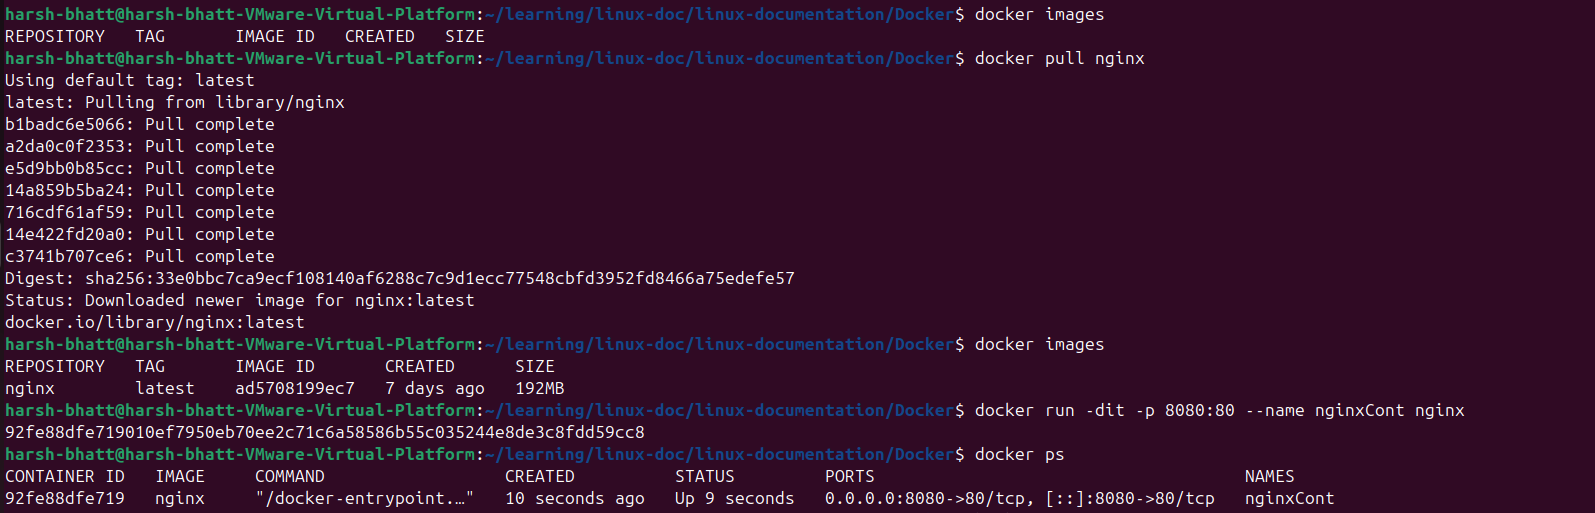 harsh-bhatt@harsh-bhatt-VMware-Virtual-Platform:~/learning/linux-doc/linux-documentation/Docker$ docker images
REPOSITORY   TAG       IMAGE ID   CREATED   SIZE
harsh-bhatt@harsh-bhatt-VMware-Virtual-Platform:~/learning/linux-doc/linux-documentation/Docker$ docker pull nginx
Using default tag: latest
latest: Pulling from library/nginx
b1badc6e5066: Pull complete
a2da0c0f2353: Pull complete
e5d9bb0b85cc: Pull complete
14a859b5ba24: Pull complete
716cdf61af59: Pull complete
14e422fd20a0: Pull complete
c3741b707ce6: Pull complete
Digest: sha256:33e0bbc7ca9ecf108140af6288c7c9d1ecc77548cbfd3952fd8466a75edefe57
Status: Downloaded newer image for nginx:latest
docker.io/library/nginx:latest
harsh-bhatt@harsh-bhatt-VMware-Virtual-Platform:~/learning/linux-doc/linux-documentation/Docker$ docker images
REPOSITORY   TAG       IMAGE ID       CREATED      SIZE
nginx        latest    ad5708199ec7   7 days ago   192MB
harsh-bhatt@harsh-bhatt-VMware-Virtual-Platform:~/learning/linux-doc/linux-documentation/Docker$ docker run -dit -p 8080:80 --name nginxCont nginx
92fe88dfe719010ef7950eb70ee2c71c6a58586b55c035244e8de3c8fdd59cc8
harsh-bhatt@harsh-bhatt-VMware-Virtual-Platform:~/learning/linux-doc/linux-documentation/Docker$ docker ps
CONTAINER ID   IMAGE     COMMAND                  CREATED          STATUS         PORTS                                     NAMES
92fe88dfe719   nginx     "/docker-entrypoint.…"   10 seconds ago   Up 9 seconds   0.0.0.0:8080->80/tcp, [::]:8080->80/tcp   nginxCont